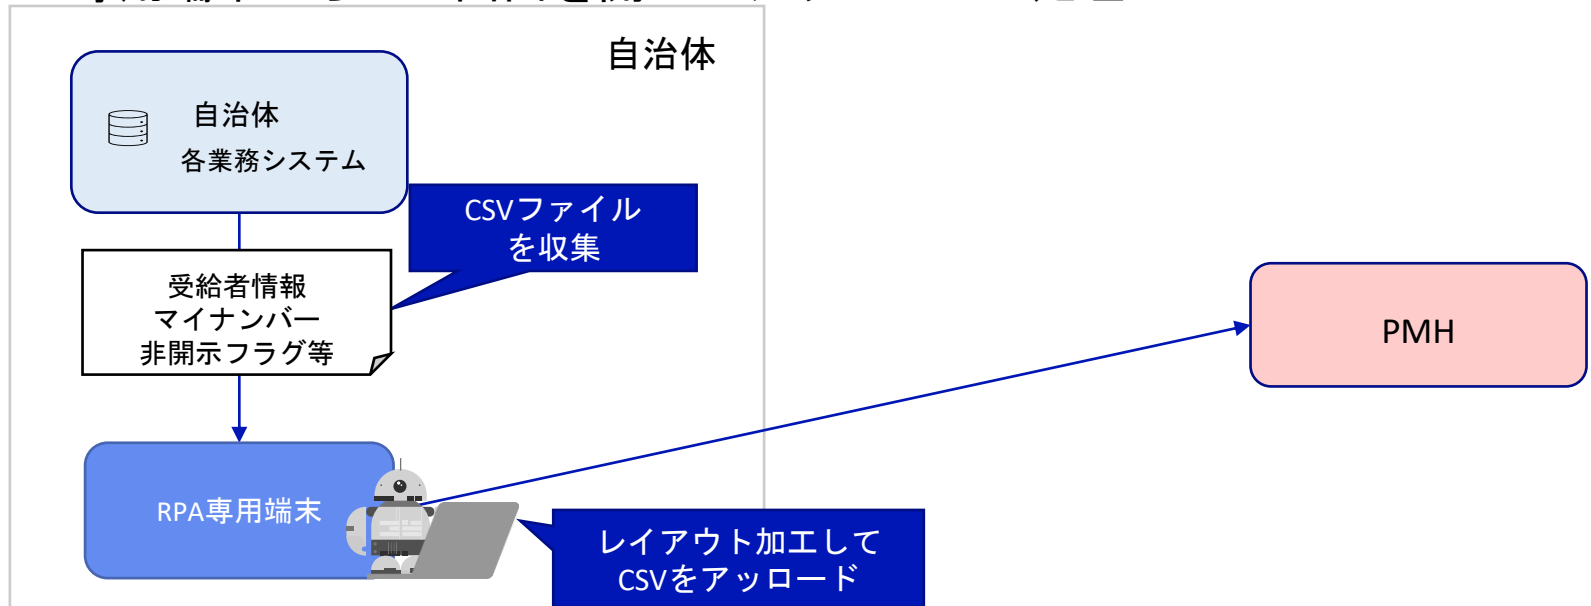 自治体
自治体
各業務システム
CSVファイル
を収集
受給者情報
マイナンバー
非開示フラグ等
PMH
RPA専用端末
レイアウト加工して
CSVをアッロード